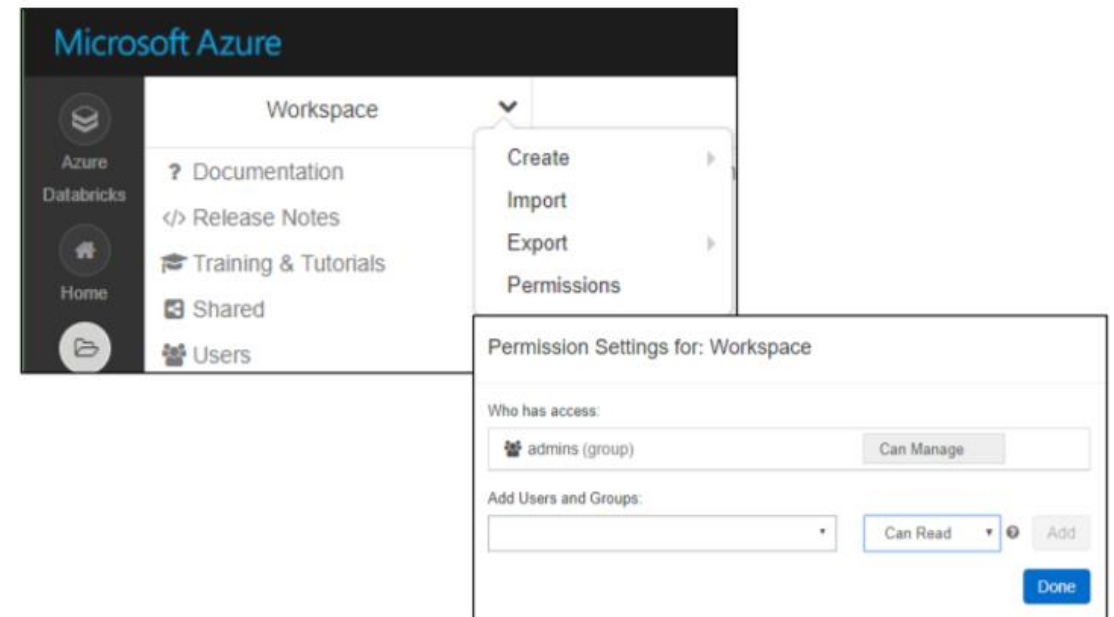 Microsoft Azure
Workspace
Azure
Databricks
? Documentation
</> Release Notes
Training & Tutorials
Home
Shared
Users
Create
Import
Export
Permissions
Permission Settings for: Workspace
Who has access:
admins (group) Can Manage
Add Users and Groups:
Can Read Add
Done